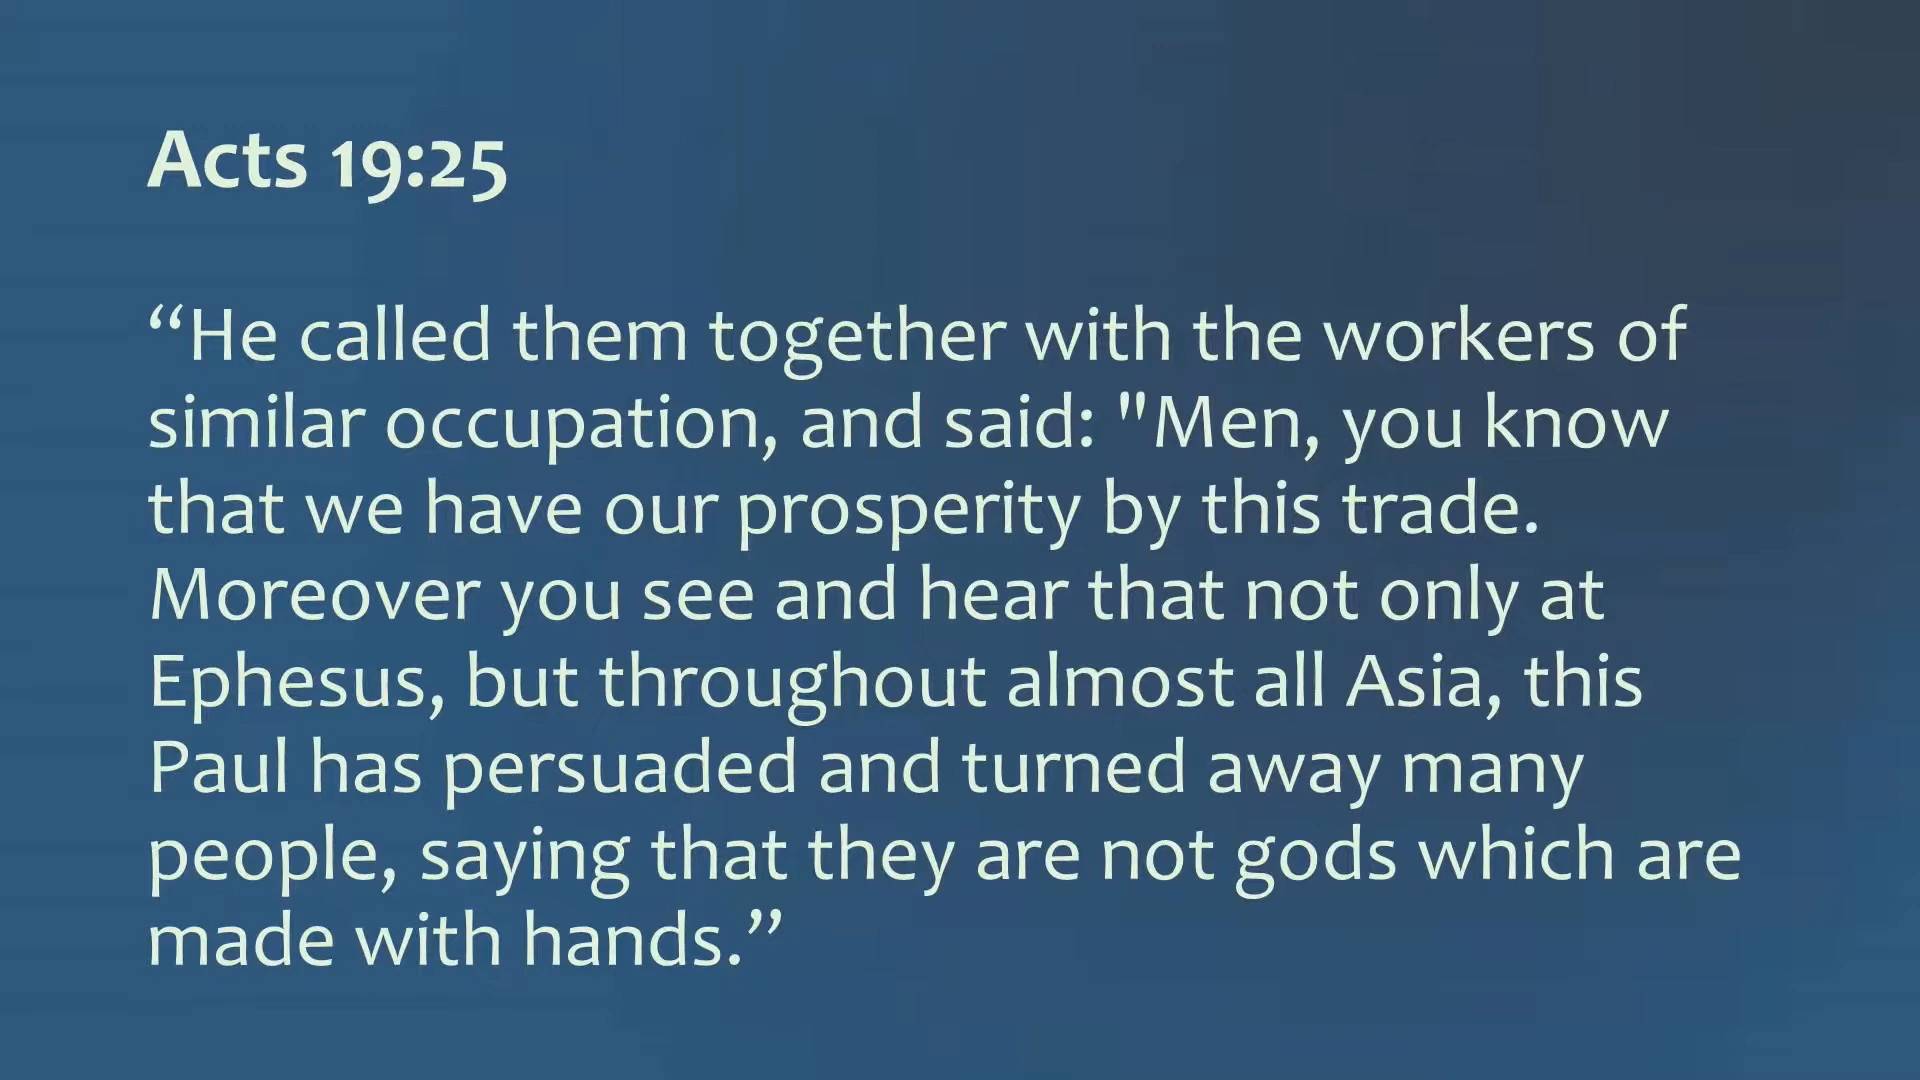 Acts 19:25
“He called them together with the workers of
similar occupation, and said: "Men, you know
that we have our prosperity by this trade.
Moreover you see and hear that not only at
Ephesus, but throughout almost all Asia, this
Paul has persuaded and turned away many
people, saying that they are not gods which are
made with hands.”